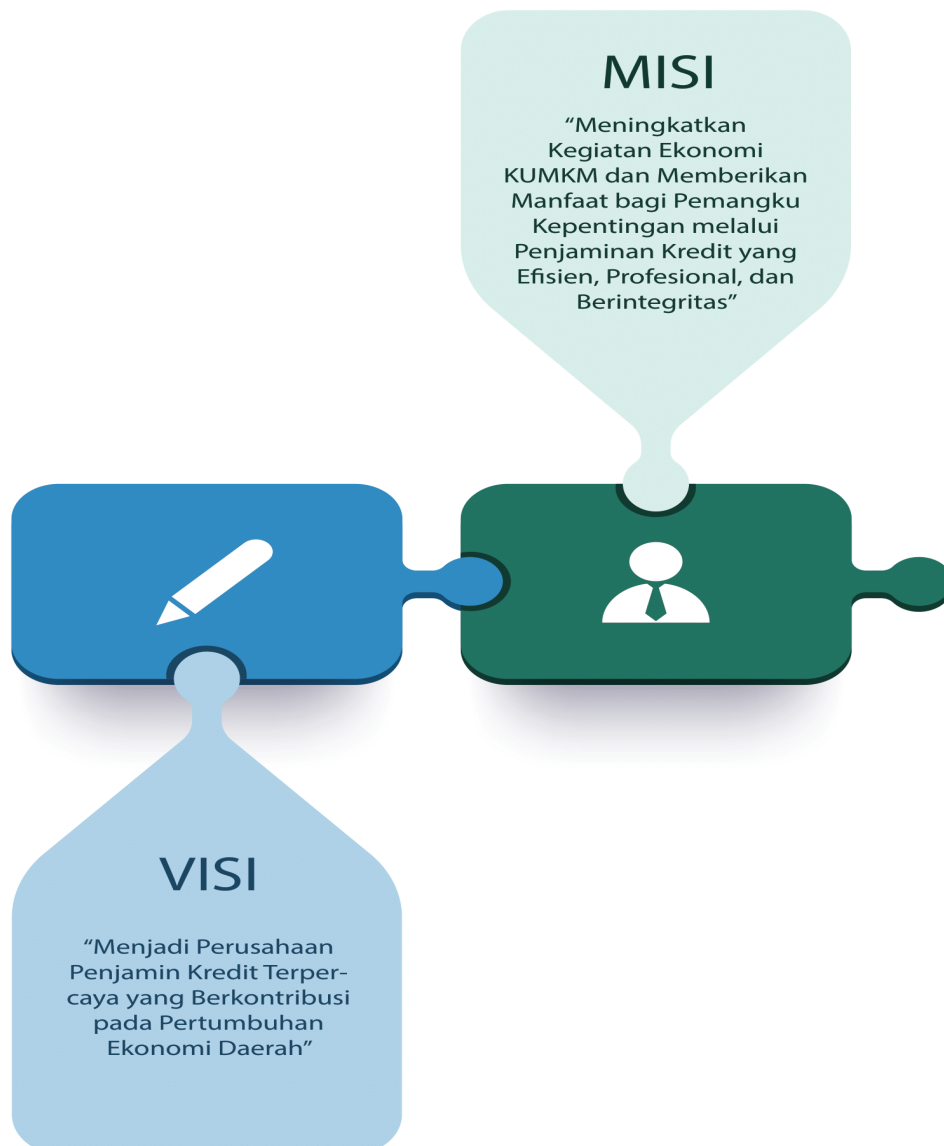 MISI
“Meningkatkan
Kegiatan Ekonomi
KUMKM dan Memberikan
Manfaat bagi Pemangku
Kepentingan melalui
Penjaminan Kredit yang
Efisien, Profesional, dan
Berintegritas”
VISI
“Menjadi Perusahaan
Penjamin Kredit Terper-
caya yang Berkontribusi
pada Pertumbuhan
Ekonomi Daerah”